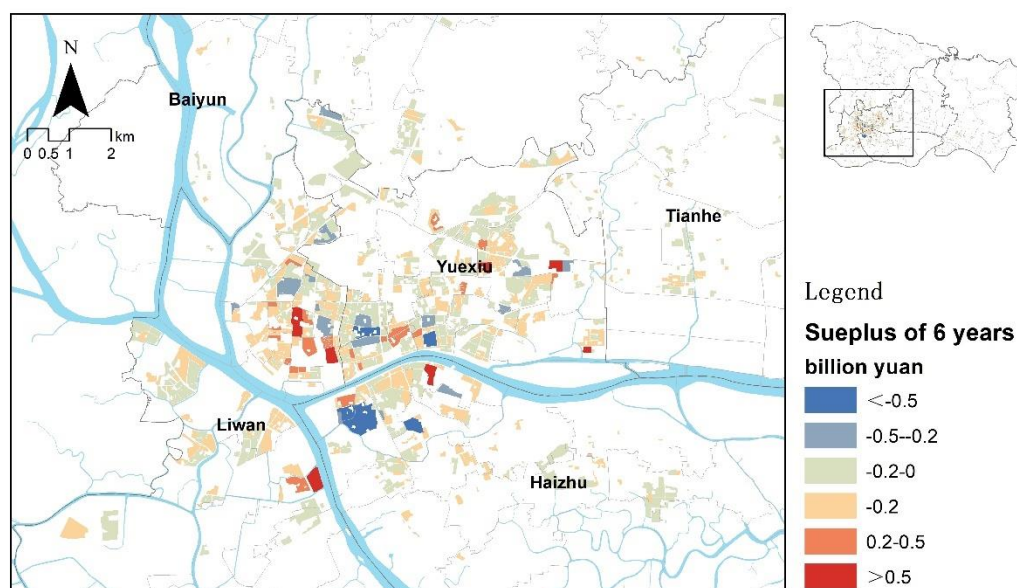 N
0 0.5 1 2
km
Baiyun
Tianhe
Yuexiu
Liwan
Haizhu
Legend
Sueplus of 6 years
billion yuan
<-0.5
-0.5--0.2
-0.2-0
-0.2
0.2-0.5
>0.5